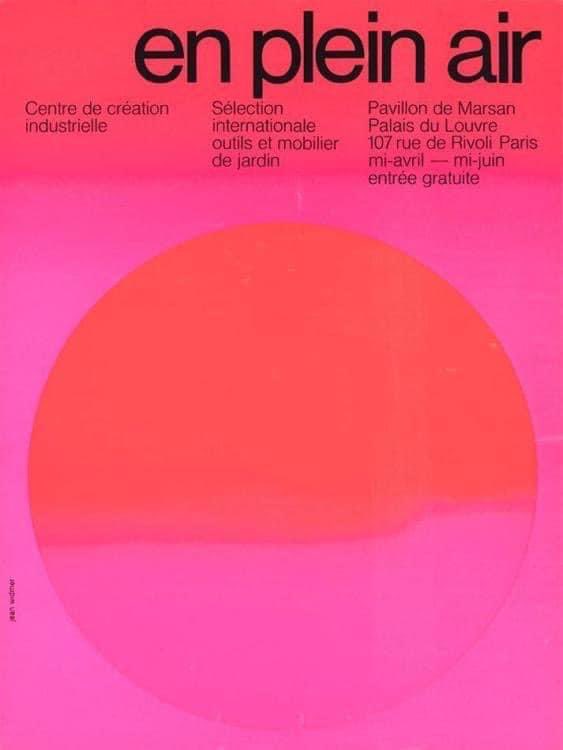 en plein air
Centre de création
industrielle
Sélection
internationale
outils et mobilier
de jardin
Pavillon de Marsan
Palais du Louvre
107 rue de Rivoli Paris
mi-avril — mi-juin
entrée gratuite
jean widmer